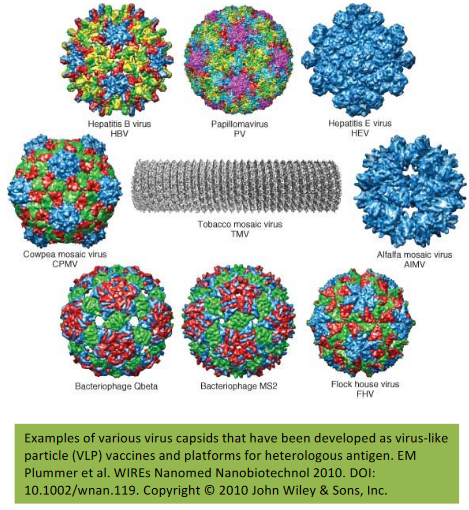 Hepatitis B virus
HBV
Papillomavirus
PV
Hepatitis E virus
HEV
Cowpea mosaic virus
CPMV
Tobacco mosaic virus
TMV
Alfalfa mosaic virus
AlMV
Bacteriophage Qbeta
Bacteriophage MS2
Flock house virus
FHV
Examples of various virus capsids that have been developed as virus-like
particle (VLP) vaccines and platforms for heterologous antigen. EM
Plummer et al. WIREs Nanomed Nanobiotechnol 2010. DOI:
10.1002/wnan.119. Copyright © 2010 John Wiley & Sons, Inc.